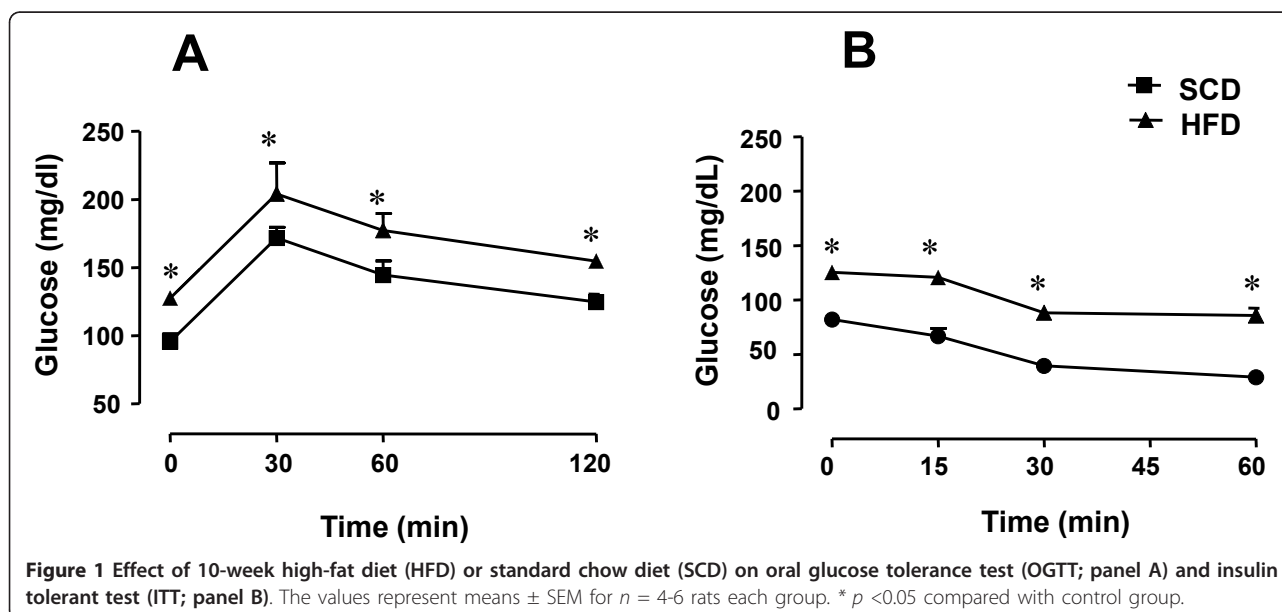 A
B
SCD
HFD
Glucose (mg/dl)
250
200
150
100
50
*
*
*
*
0
30
60
120
Time (min)
Glucose (mg/dL)
250
200
150
100
50
0
*
*
*
*
0
15
30
45
60
Time (min)
Figure 1 Effect of 10-week high-fat diet (HFD) or standard chow diet (SCD) on oral glucose tolerance test (OGTT; panel A) and insulin
tolerant test (ITT; panel B). The values represent means ± SEM for n = 4-6 rats each group. * p <0.05 compared with control group.